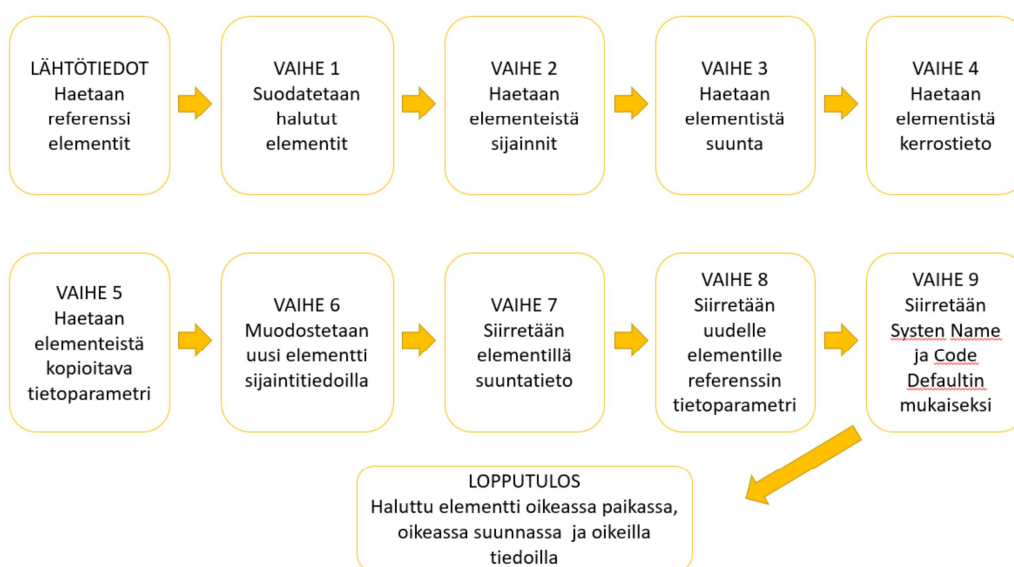 LÄHTÖTIEDOT
Haetaan
referenssi
elementit
VAIHE 1
Suodatetaan
halutut
elementit
VAIHE 2
Haetaan
elementeistä
sijainnit
VAIHE 3
Haetaan
elementistä
suunta
VAIHE 4
Haetaan
elementistä
kerrostieto
VAIHE 5
Haetaan
elementeistä
kopioitava
tietoparametri
VAIHE 6
Muodostetaan
uusi elementti
sijaintitiedoilla
VAIHE 7
Siirretään
elementillä
suuntatieto
VAIHE 8
Siirretään
uudelle
elementille
referenssin
tietoparametri
VAIHE 9
Siirretään
Systen Name
ja Code
Defaultin
mukaiseksi
LOPPUTULOS
Haluttu elementti oikeassa paikassa,
oikeassa suunnassa ja oikeilla
tiedoilla